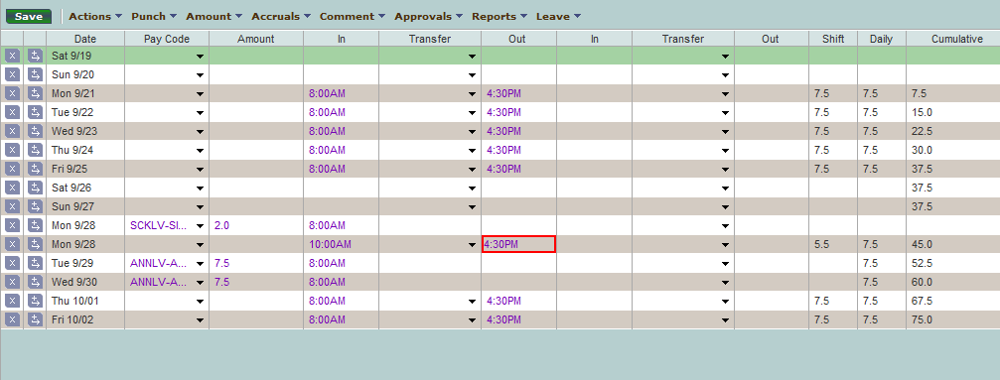 Save Actions Punch Amount Accruals Comment Approvals Reports Leave
Date Pay Code Amount In Transfer Out In Transfer Out Shift Daily Cumulative
X Sat 9/19
X Sun 9/20
X Mon 9/21 8:00AM 4:30PM 7.5 7.5 7.5
X Tue 9/22 8:00AM 4:30PM 7.5 7.5 15.0
X Wed 9/23 8:00AM 4:30PM 7.5 7.5 22.5
X Thu 9/24 8:00AM 4:30PM 7.5 7.5 30.0
X Fri 9/25 8:00AM 4:30PM 7.5 7.5 37.5
X Sat 9/26 37.5
X Sun 9/27 37.5
X Mon 9/28 SCKLV-SI... 2.0 8:00AM
X Mon 9/28 10:00AM 4:30PM 5.5 7.5 45.0
X Tue 9/29 ANNLV-A... 7.5 8:00AM 7.5 52.5
X Wed 9/30 ANNLV-A... 7.5 8:00AM 7.5 60.0
X Thu 10/01 8:00AM 4:30PM 7.5 7.5 67.5
X Fri 10/02 8:00AM 4:30PM 7.5 7.5 75.0